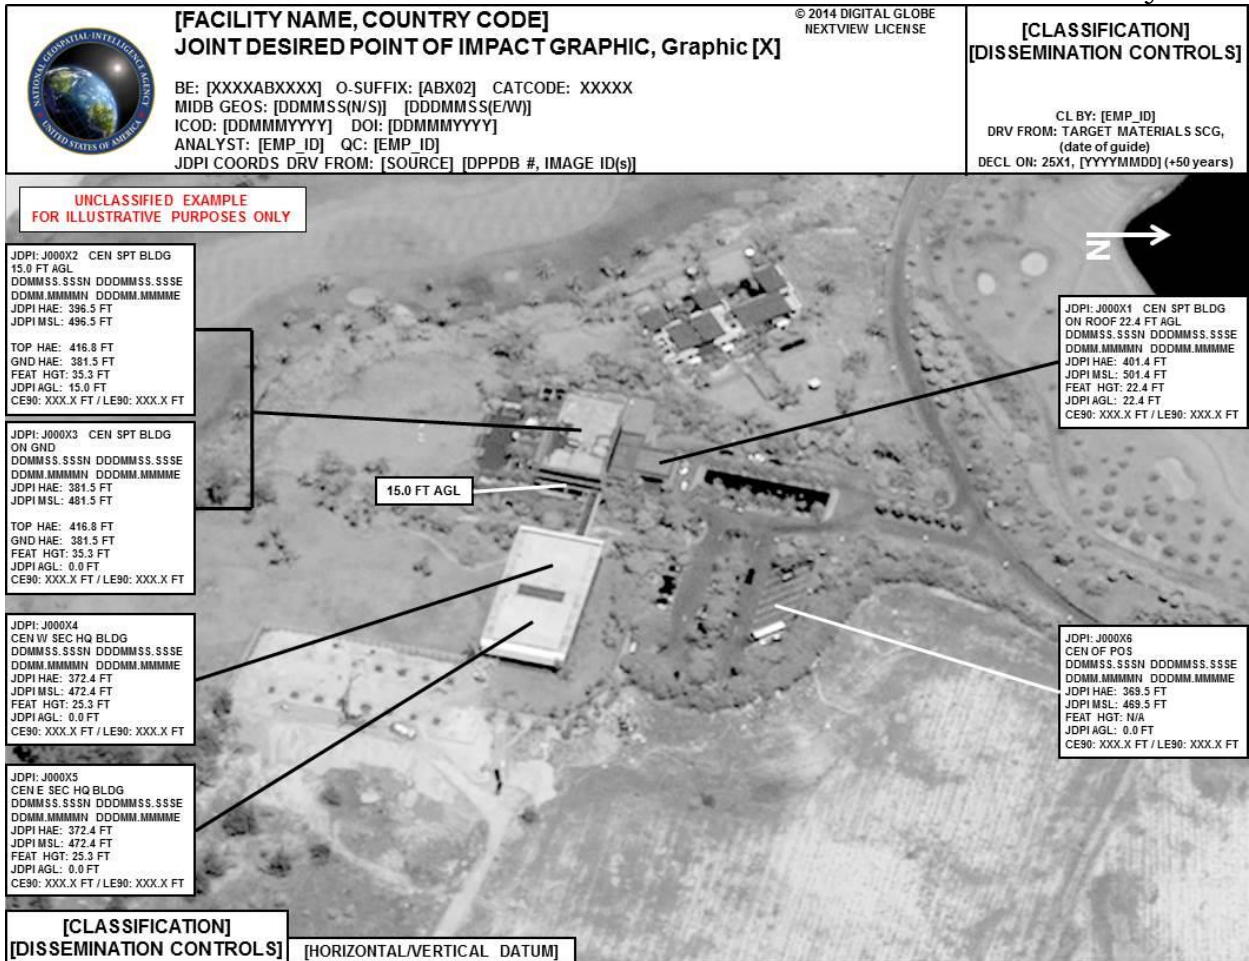 [FACILITY NAME, COUNTRY CODE]
JOINT DESIRED POINT OF IMPACT GRAPHIC, Graphic [X]
© 2014 DIGITAL GLOBE
NEXTVIEW LICENSE
BE: [XXXXABXXXX] O-SUFFIX: [ABX02] CATCODE: XXXXX
MIDB GEOS: [DDMMSS(N/S)] [DDDMMSS(E/W)]
ICOD: [DDMMMYYYY] DOI: [DDMMMYYYY]
ANALYST: [EMP_ID] QC: [EMP_ID]
JDPI COORDS DRV FROM: [SOURCE] [DPPDB #, IMAGE ID(s)]
[CLASSIFICATION]
[DISSEMINATION CONTROLS]
CL BY: [EMP_ID]
DRV FROM: TARGET MATERIALS SCG,
(date of guide)
DECL ON: 25X1, [YYYYMMDD] (+50 years)
NATIONAL GEOSPATIAL-INTELLIGENCE AGENCY
UNITED STATES OF AMERICA
UNCLASSIFIED EXAMPLE
FOR ILLUSTRATIVE PURPOSES ONLY
N
JDPI: J000X2 CEN SPT BLDG
15.0 FT AGL
DDMMSS.SSSN DDDMMSS.SSSE
DDMM.MMMMN DDDMM.MMMME
JDPI HAE: 396.5 FT
JDPI MSL: 496.5 FT
TOP HAE: 416.8 FT
GND HAE: 381.5 FT
FEAT HGT: 35.3 FT
JDPI AGL: 15.0 FT
CE90: XXX.X FT / LE90: XXX.X FT
JDPI: J000X3 CEN SPT BLDG
ON GND
DDMMSS.SSSN DDDMMSS.SSSE
DDMM.MMMMN DDDMM.MMMME
JDPI HAE: 381.5 FT
JDPI MSL: 481.5 FT
TOP HAE: 416.8 FT
GND HAE: 381.5 FT
FEAT HGT: 35.3 FT
JDPI AGL: 0.0 FT
CE90: XXX.X FT / LE90: XXX.X FT
JDPI: J000X4
CEN W SEC HQ BLDG
DDMMSS.SSSN DDDMMSS.SSSE
DDMM.MMMMN DDDMM.MMMME
JDPI HAE: 372.4 FT
JDPI MSL: 472.4 FT
FEAT HGT: 25.3 FT
JDPI AGL: 0.0 FT
CE90: XXX.X FT / LE90: XXX.X FT
JDPI: J000X5
CEN E SEC HQ BLDG
DDMMSS.SSSN DDDMMSS.SSSE
DDMM.MMMMN DDDMM.MMMME
JDPI HAE: 372.4 FT
JDPI MSL: 472.4 FT
FEAT HGT: 25.3 FT
JDPI AGL: 0.0 FT
CE90: XXX.X FT / LE90: XXX.X FT
15.0 FT AGL
JDPI: J000X1 CEN SPT BLDG
ON ROOF 22.4 FT AGL
DDMMSS.SSSN DDDMMSS.SSSE
DDMM.MMMMN DDDMM.MMMME
JDPI HAE: 401.4 FT
JDPI MSL: 501.4 FT
FEAT HGT: 22.4 FT
JDPI AGL: 22.4 FT
CE90: XXX.X FT / LE90: XXX.X FT
JDPI: J000X6
CEN OF POS
DDMMSS.SSSN DDDMMSS.SSSE
DDMM.MMMMN DDDMM.MMMME
JDPI HAE: 369.5 FT
JDPI MSL: 469.5 FT
FEAT HGT: N/A
JDPI AGL: 0.0 FT
CE90: XXX.X FT / LE90: XXX.X FT
[CLASSIFICATION]
[DISSEMINATION CONTROLS]
[HORIZONTAL/VERTICAL DATUM]